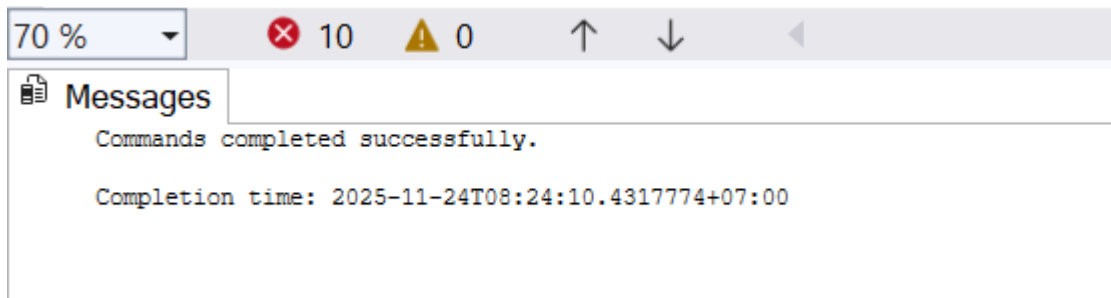 70 % 10 0
Messages
Commands completed successfully.
Completion time: 2025-11-24T08:24:10.4317774+07:00